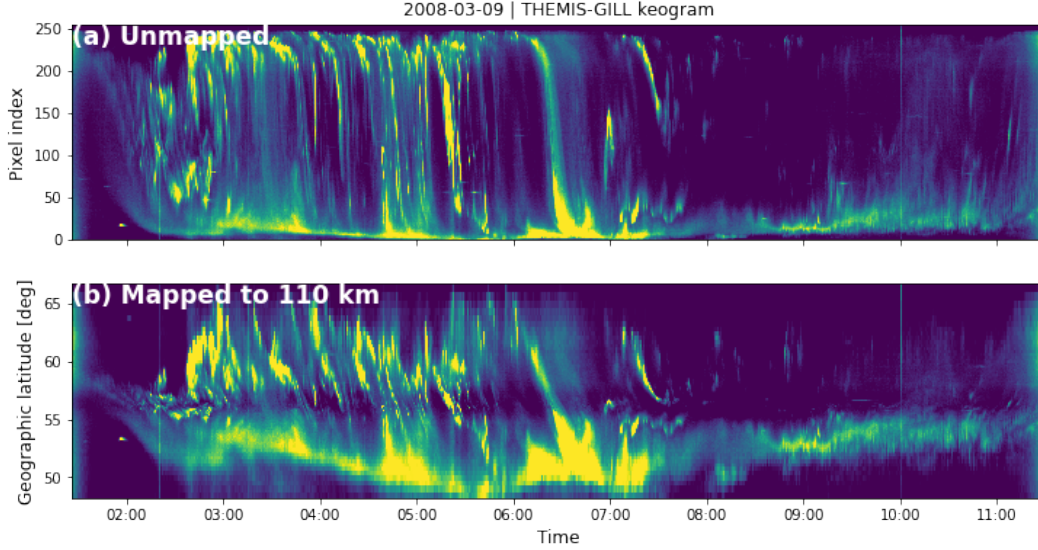 2008-03-09 | THEMIS-GILL keogram
(a) Unmapped
250
200
150
100
50
0
Pixel index
(b) Mapped to 110 km
65
60
55
50
Geographic latitude [deg]
02:00 03:00 04:00 05:00 06:00 07:00 08:00 09:00 10:00 11:00
Time